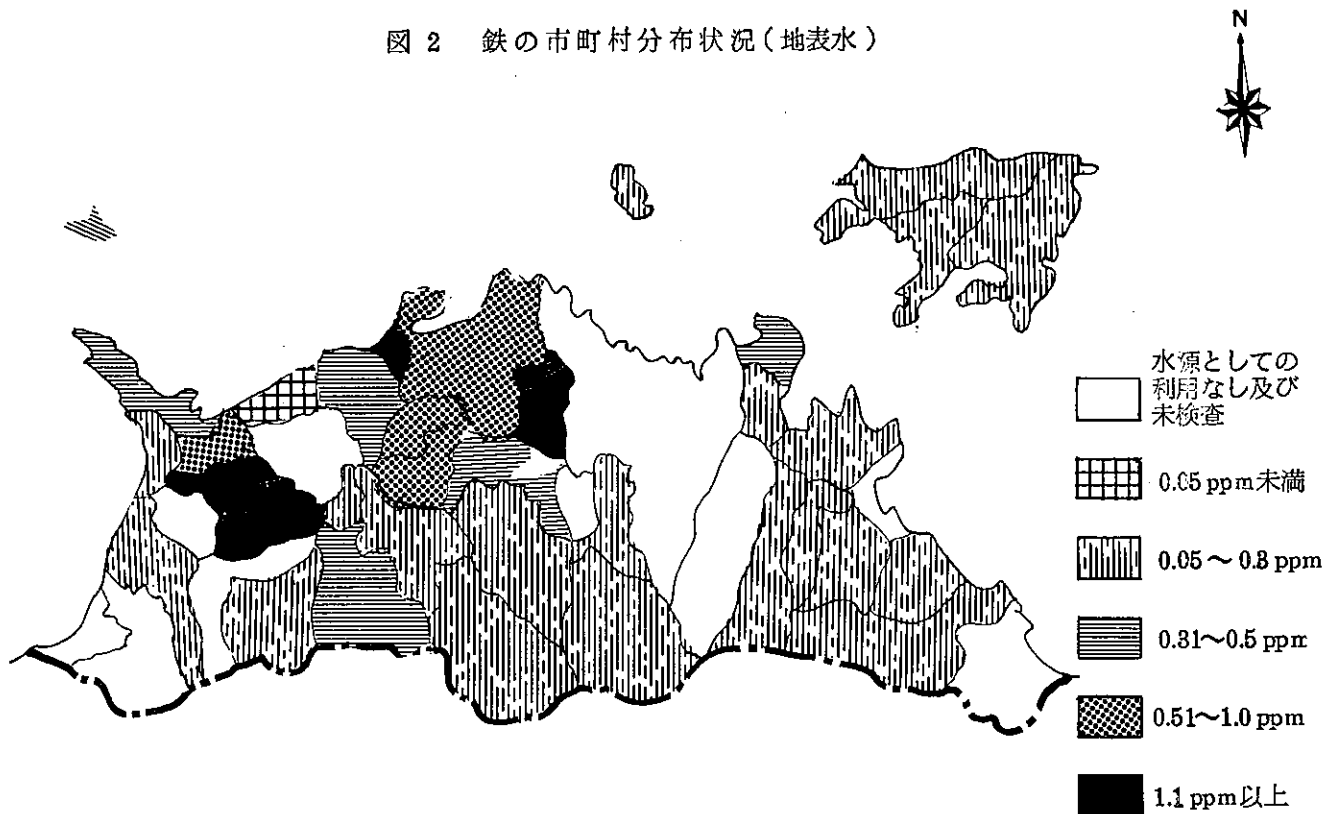 図 2 鉄の市町村分布状況(地表水)
N
水源としての
利用なし及び
未検査
0.05 ppm未満
0.05〜0.3 ppm
0.31〜0.5 ppm
0.51〜1.0 ppm
1.1 ppm以上